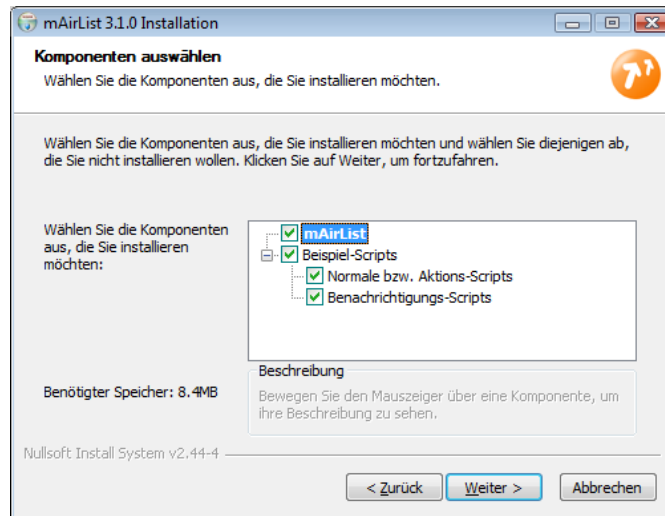 mAirList 3.1.0 Installation
Komponenten auswählen
Wählen Sie die Komponenten aus, die Sie installieren möchten.
Wählen Sie die Komponenten aus, die Sie installieren möchten und wählen Sie diejenigen ab,
die Sie nicht installieren wollen. Klicken Sie auf Weiter, um fortzufahren.
Wählen Sie die Komponenten
aus, die Sie installieren
möchten:
mAirList
Beispiel-Scripts
Normale bzw. Aktions-Scripts
Benachrichtigungs-Scripts
Benötigter Speicher: 8.4MB
Beschreibung
Bewegen Sie den Mauszeiger über eine Komponente, um
ihre Beschreibung zu sehen.
Nullsoft Install System v2.44-4
< Zurück
Weiter >
Abbrechen